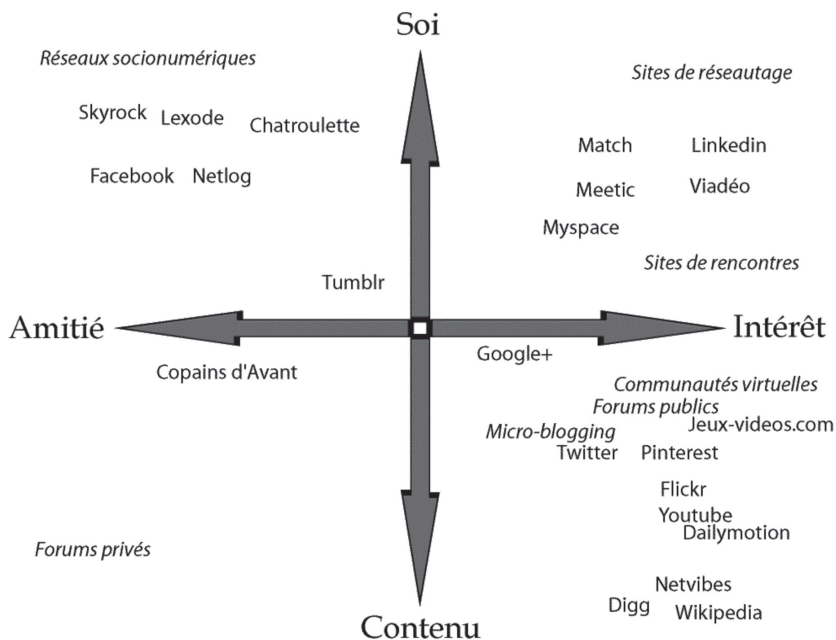 Soi
Réseaux socionumériques
Sites de réseautage
Skyrock Lexode Chatroulette
Match Linkedin
Facebook Netlog
Meetic Viadéo
Myspace
Sites de rencontres
Tumblr
Amitié Intérêt
Google+
Copains d'Avant
Communautés virtuelles
Forums publics
Jeux-videos.com
Micro-blogging
Twitter Pinterest
Flickr
Youtube
Dailymotion
Forums privés
Netvibes
Digg Wikipedia
Contenu